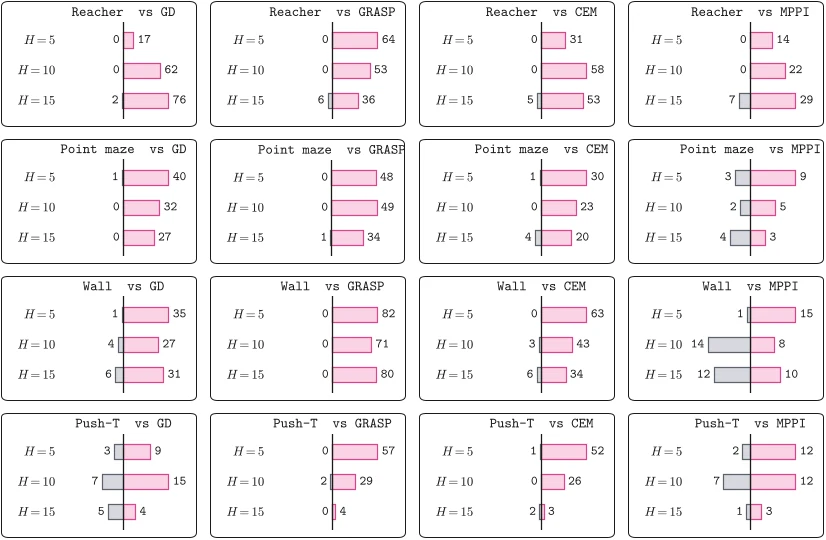 Reacher vs GD
H = 5 0 17
H = 10 0 62
H = 15 2 76
Reacher vs GRASP
H = 5 0 64
H = 10 0 53
H = 15 6 36
Reacher vs CEM
H = 5 0 31
H = 10 0 58
H = 15 5 53
Reacher vs MPPI
H = 5 0 14
H = 10 0 22
H = 15 7 29
Point maze vs GD
H = 5 1 40
H = 10 0 32
H = 15 0 27
Point maze vs GRASP
H = 5 0 48
H = 10 0 49
H = 15 1 34
Point maze vs CEM
H = 5 1 30
H = 10 0 23
H = 15 4 20
Point maze vs MPPI
H = 5 3 9
H = 10 2 5
H = 15 4 3
Wall vs GD
H = 5 1 35
H = 10 4 27
H = 15 6 31
Wall vs GRASP
H = 5 0 82
H = 10 0 71
H = 15 0 80
Wall vs CEM
H = 5 0 63
H = 10 3 43
H = 15 6 34
Wall vs MPPI
H = 5 1 15
H = 10 14 8
H = 15 12 10
Push-T vs GD
H = 5 3 9
H = 10 7 15
H = 15 5 4
Push-T vs GRASP
H = 5 0 57
H = 10 2 29
H = 15 0 4
Push-T vs CEM
H = 5 1 52
H = 10 0 26
H = 15 2 3
Push-T vs MPPI
H = 5 2 12
H = 10 7 12
H = 15 1 3